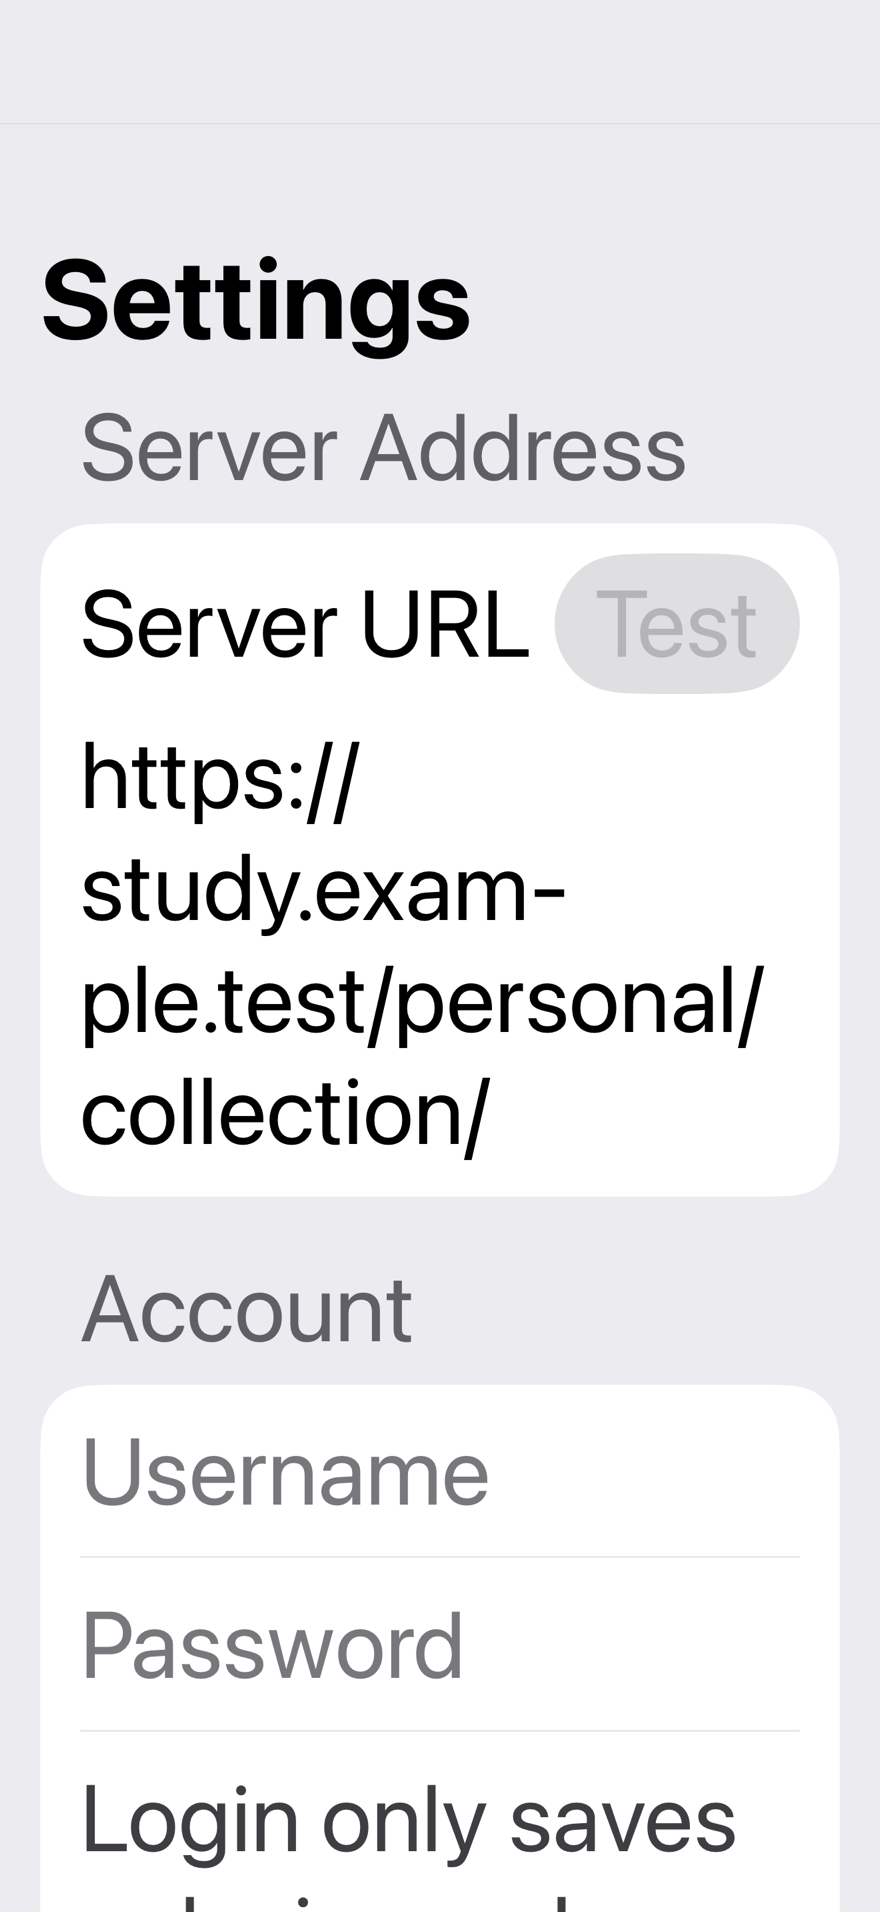 Settings
Server Address
Server URL
Test
https://
study.exam-
ple.test/personal/
collection/
Account
Username
Password
Login only saves